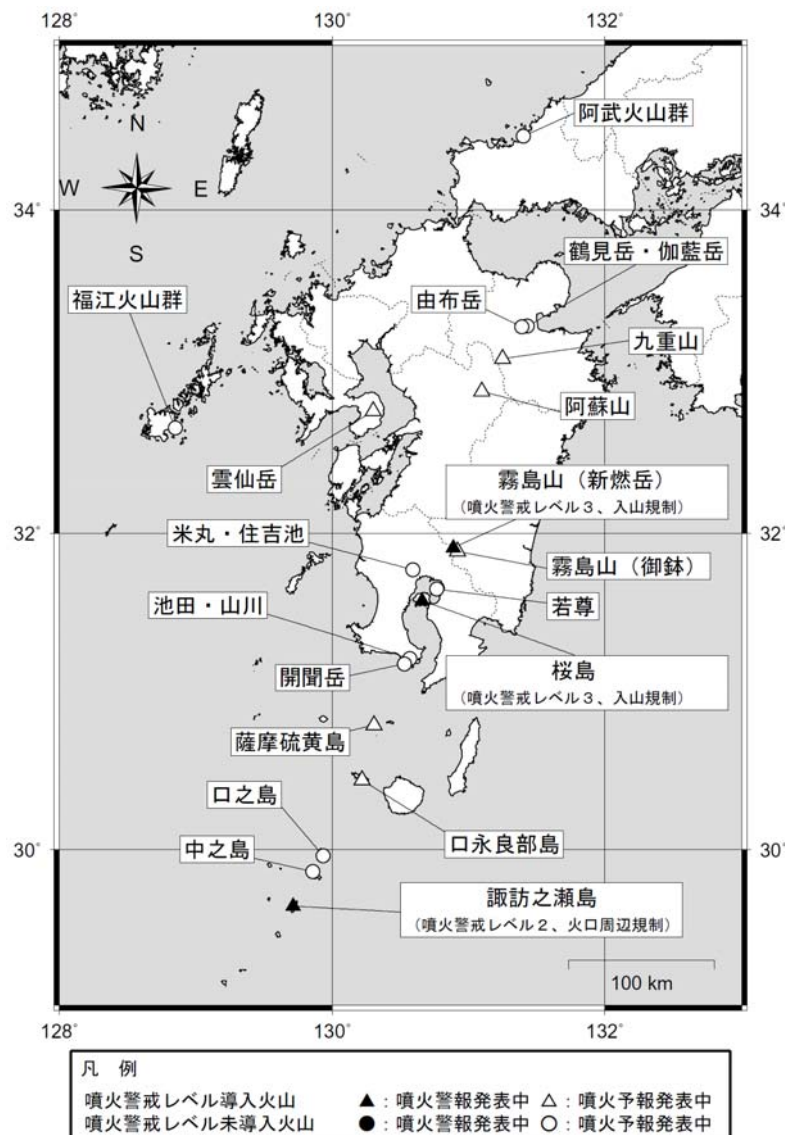 128° 130° 132°
N
W E
S
阿武火山群
34° 34°
鶴見岳・伽藍岳
福江火山群
由布岳
九重山
阿蘇山
雲仙岳
霧島山（新燃岳）
（噴火警戒レベル３、入山規制）
米丸・住吉池
32° 32°
霧島山（御鉢）
池田・山川
若尊
開聞岳
桜島
（噴火警戒レベル３、入山規制）
薩摩硫黄島
口之島
口永良部島
中之島
30° 30°
諏訪之瀬島
（噴火警戒レベル２、火口周辺規制）
100 km
128° 130° 132°
凡 例
噴火警戒レベル導入火山 ▲：噴火警報発表中 △：噴火予報発表中
噴火警戒レベル未導入火山 ●：噴火警報発表中 ○：噴火予報発表中